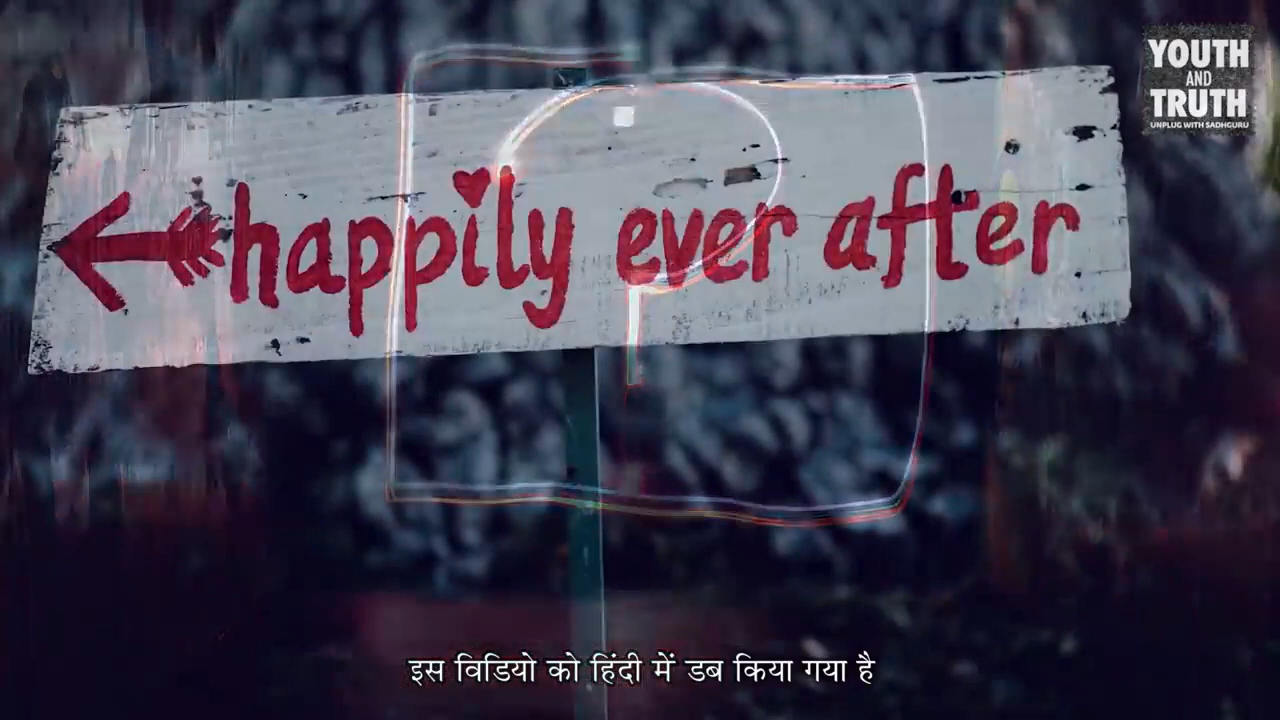 YOUTH
AND
TRUTH
UNPLUG WITH SADHGURU
happily ever after
इस विडियो को हिंदी में डब किया गया है